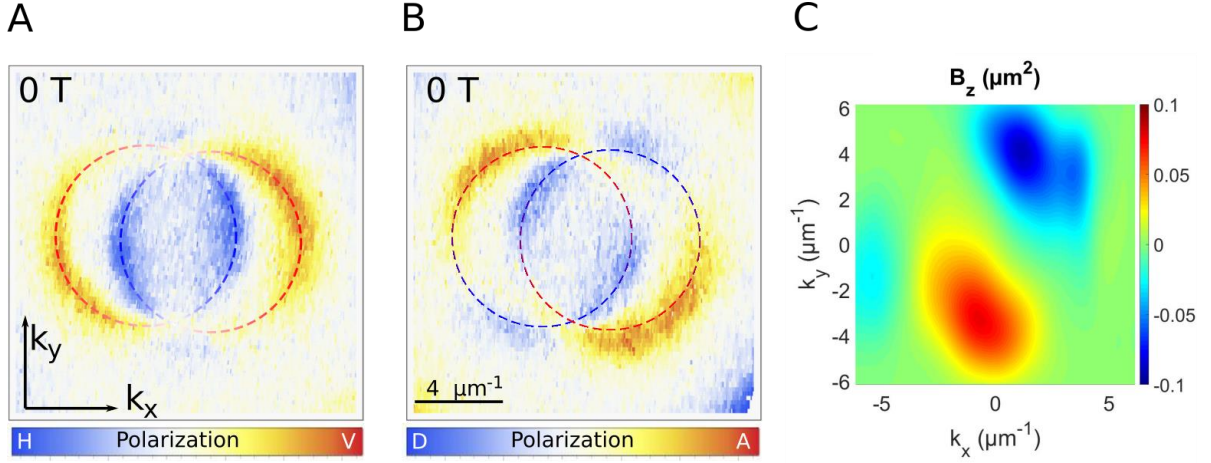 A
0 T
k_y
k_x
H Polarization V
B
0 T
4 μm⁻¹
D Polarization A
C
B_z (μm²)
6
4
2
0
-2
-4
-6
k_y (μm⁻¹)
-5 0 5
k_x (μm⁻¹)
0.1
0.05
0
-0.05
-0.1